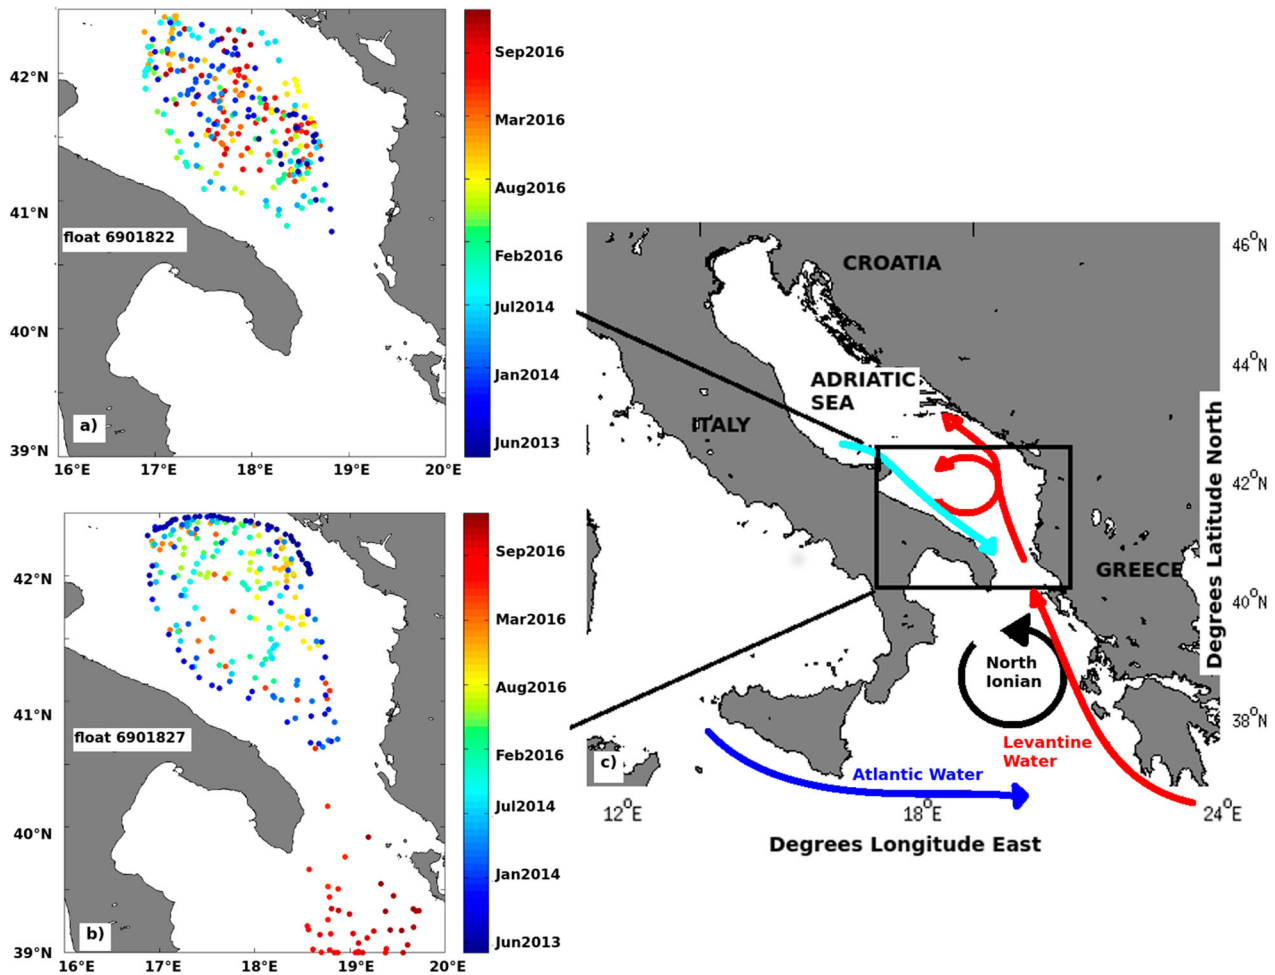 42°N
41°N
40°N
39°N
float 6901822
a)
16°E 17°E 18°E 19°E 20°E
Sep2016
Mar2016
Aug2016
Feb2016
Jul2014
Jan2014
Jun2013
42°N
41°N
40°N
39°N
float 6901827
b)
16°E 17°E 18°E 19°E 20°E
Sep2016
Mar2016
Aug2016
Feb2016
Jul2014
Jan2014
Jun2013
CROATIA
ADRIATIC
SEA
ITALY
GREECE
North
Ionian
Levantine
Water
Atlantic Water
c)
46°N
44°N
42°N
40°N
38°N
Degrees Latitude North
12°E 18°E 24°E
Degrees Longitude East